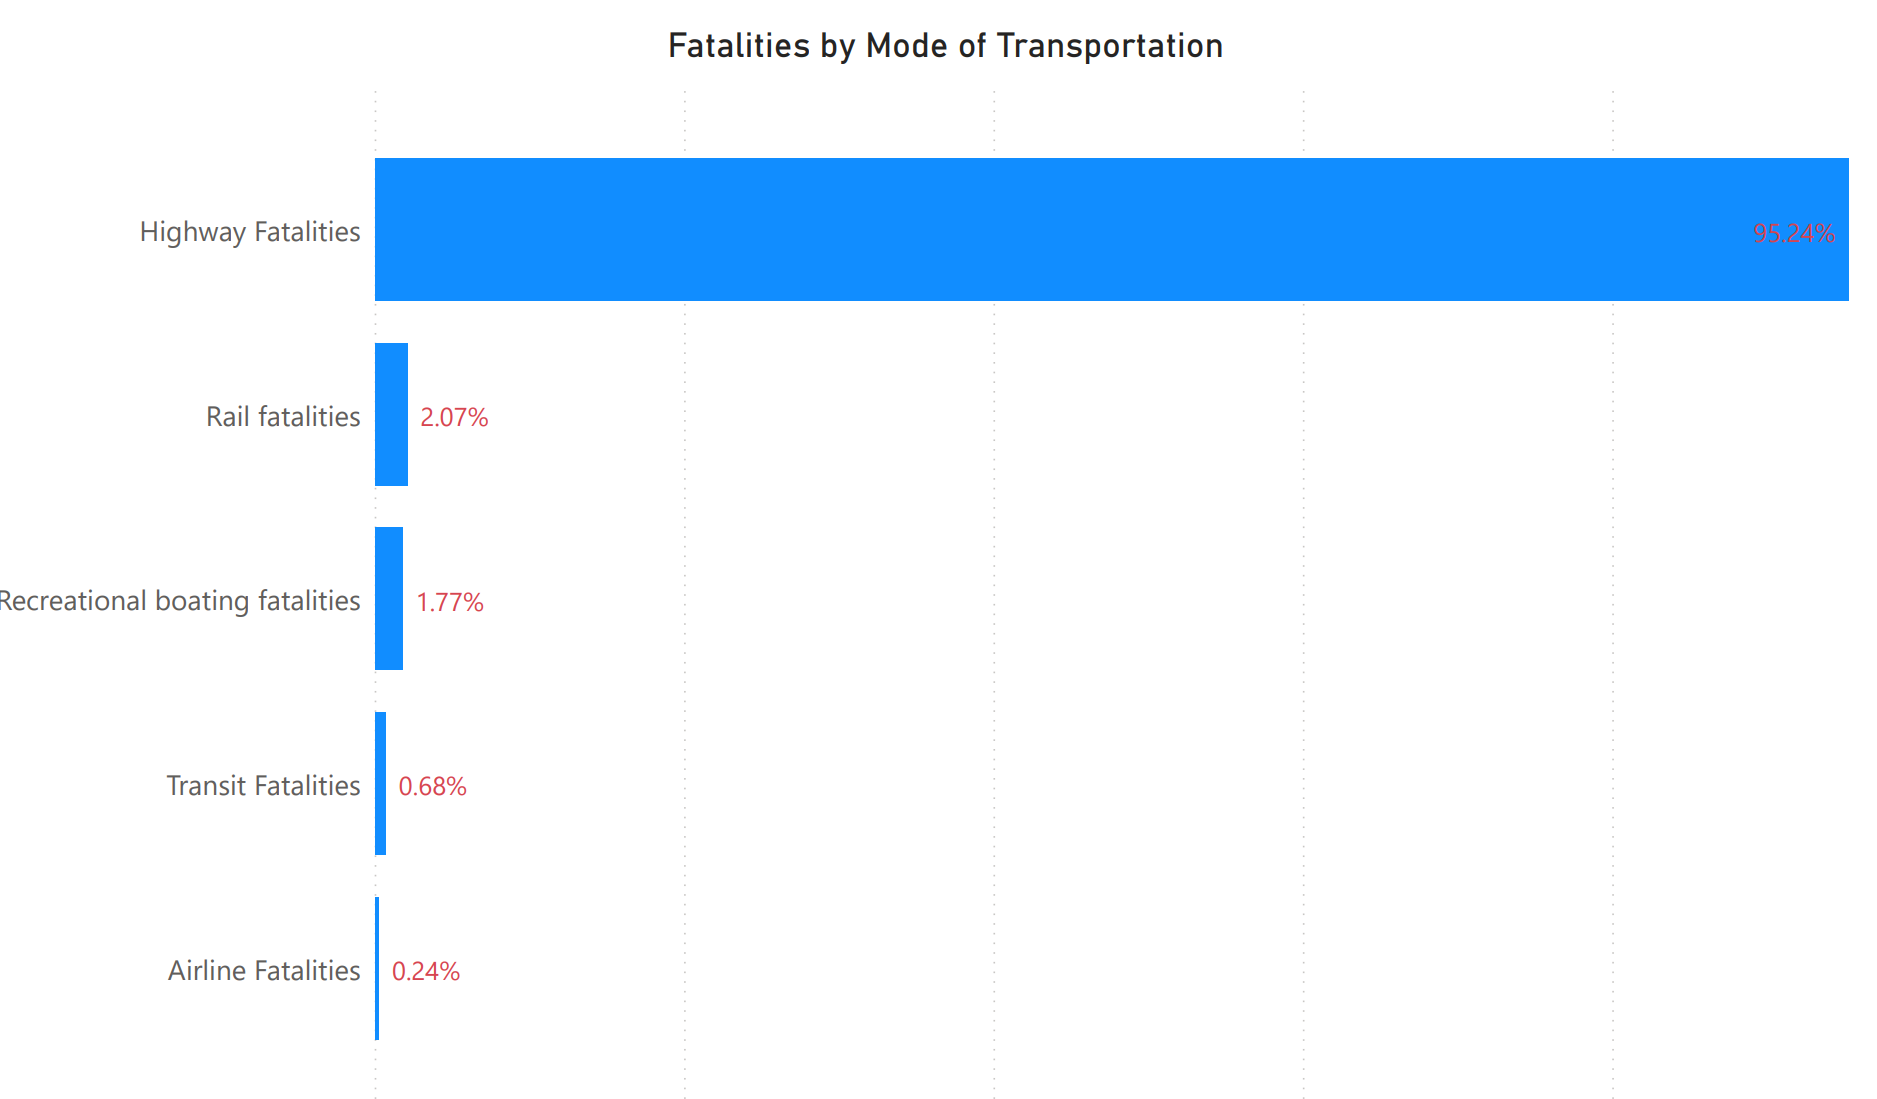 Fatalities by Mode of Transportation
Highway Fatalities
95.24%
Rail fatalities
2.07%
Recreational boating fatalities
1.77%
Transit Fatalities
0.68%
Airline Fatalities
0.24%